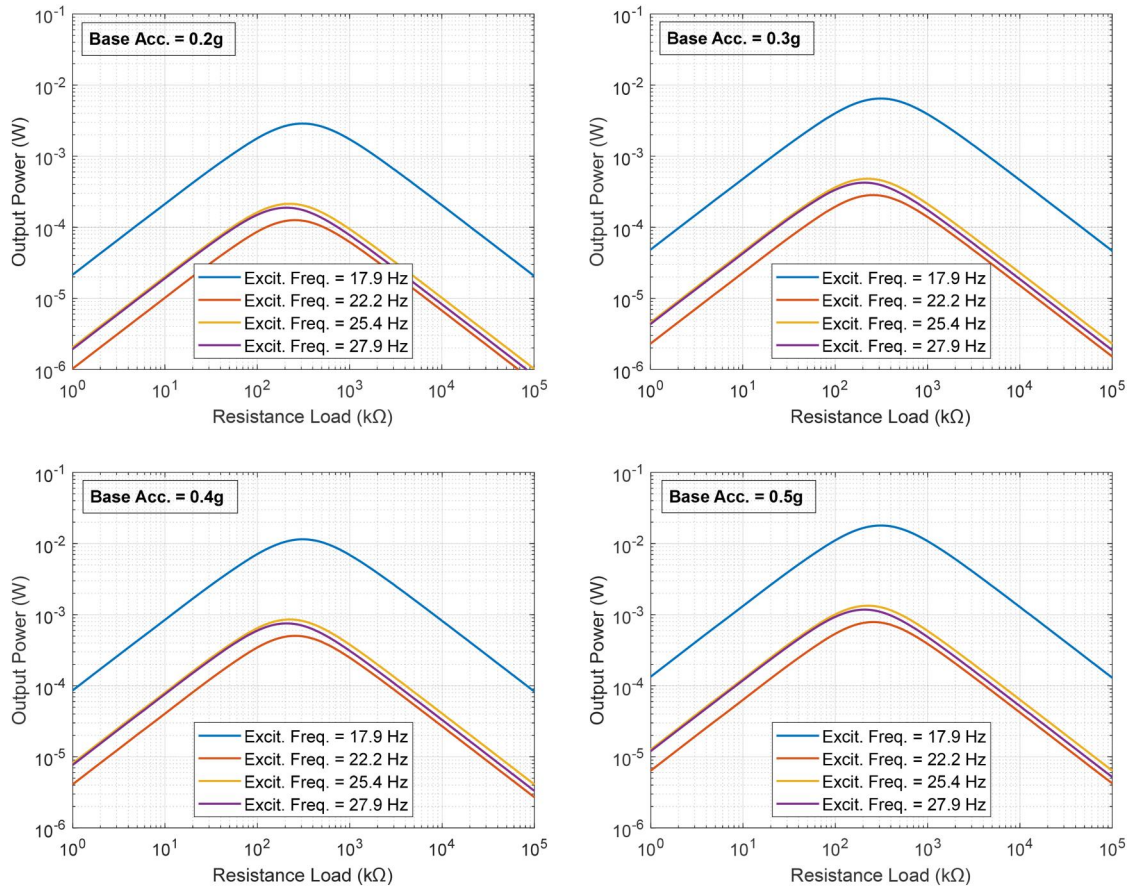 Base Acc. = 0.2g
Output Power (W)
10^-1
10^-2
10^-3
10^-4
10^-5
10^-6
Excit. Freq. = 17.9 Hz
Excit. Freq. = 22.2 Hz
Excit. Freq. = 25.4 Hz
Excit. Freq. = 27.9 Hz
10^0 10^1 10^2 10^3 10^4 10^5
Resistance Load (kΩ)
Base Acc. = 0.3g
Output Power (W)
10^-1
10^-2
10^-3
10^-4
10^-5
10^-6
Excit. Freq. = 17.9 Hz
Excit. Freq. = 22.2 Hz
Excit. Freq. = 25.4 Hz
Excit. Freq. = 27.9 Hz
10^0 10^1 10^2 10^3 10^4 10^5
Resistance Load (kΩ)
Base Acc. = 0.4g
Output Power (W)
10^-1
10^-2
10^-3
10^-4
10^-5
10^-6
Excit. Freq. = 17.9 Hz
Excit. Freq. = 22.2 Hz
Excit. Freq. = 25.4 Hz
Excit. Freq. = 27.9 Hz
10^0 10^1 10^2 10^3 10^4 10^5
Resistance Load (kΩ)
Base Acc. = 0.5g
Output Power (W)
10^-1
10^-2
10^-3
10^-4
10^-5
10^-6
Excit. Freq. = 17.9 Hz
Excit. Freq. = 22.2 Hz
Excit. Freq. = 25.4 Hz
Excit. Freq. = 27.9 Hz
10^0 10^1 10^2 10^3 10^4 10^5
Resistance Load (kΩ)